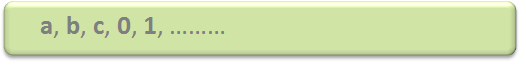 a, b, c, 0, 1, ………